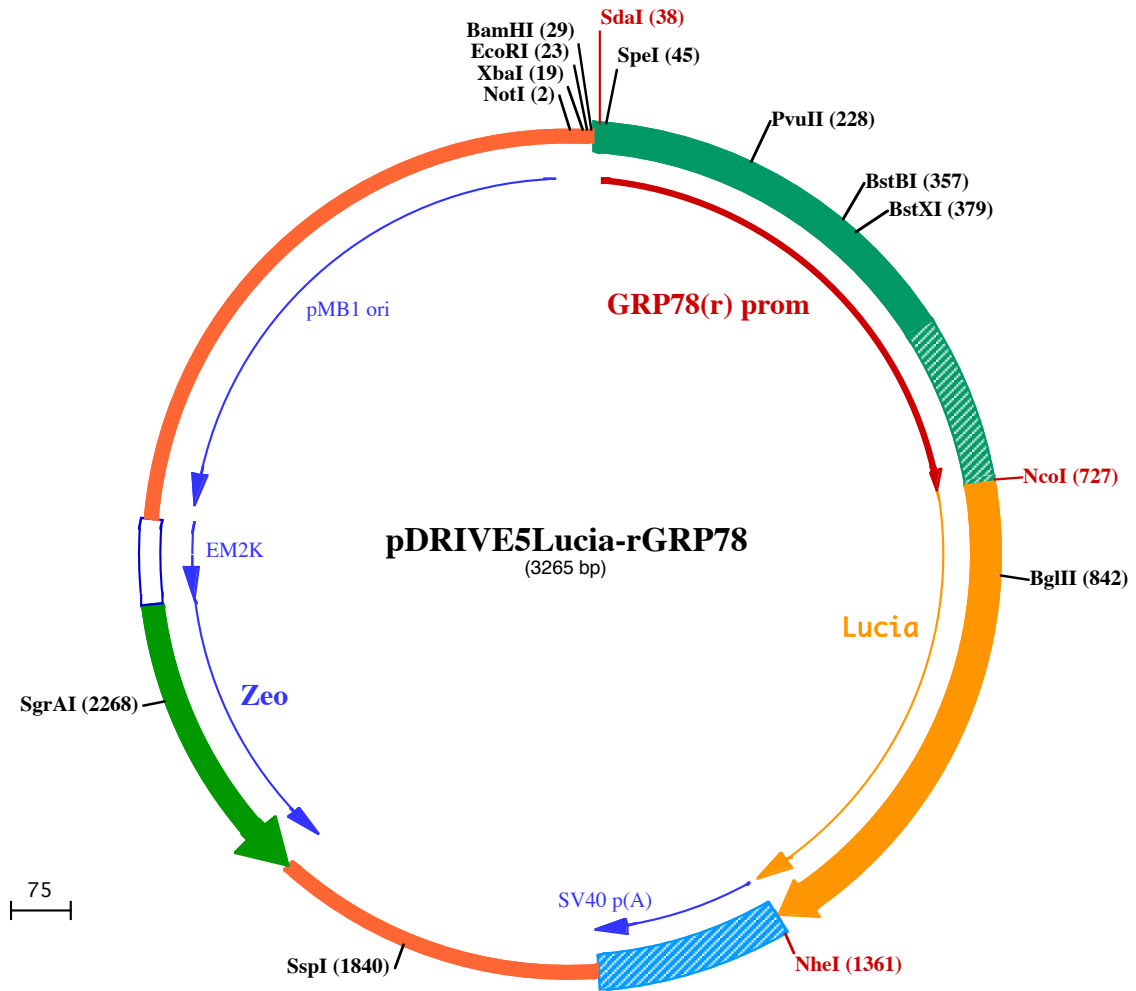 SdaI (38)
BamHI (29)
EcoRI (23)
SpeI (45)
XbaI (19)
NotI (2)
PvuII (228)
BstBI (357)
BstXI (379)
GRP78(r) prom
pMB1 ori
NcoI (727)
pDRIVE5Lucia-rGRP78
(3265 bp)
EM2K
BglII (842)
Lucia
Zeo
SgrAI (2268)
75
SV40 p(A)
SspI (1840)
NheI (1361)